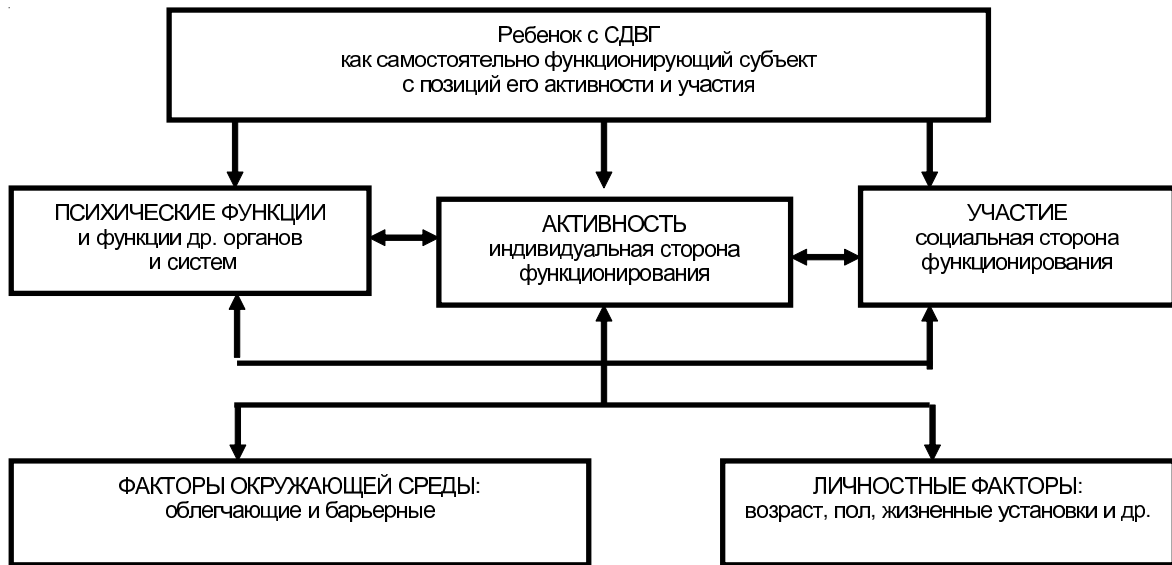 Ребенок с СДВГ
как самостоятельно функционирующий субъект
с позиций его активности и участия
ПСИХИЧЕСКИЕ ФУНКЦИИ
и функции др. органов
и систем
АКТИВНОСТЬ
индивидуальная сторона
функционирования
УЧАСТИЕ
социальная сторона
функционирования
ФАКТОРЫ ОКРУЖАЮЩЕЙ СРЕДЫ:
облегчающие и барьерные
ЛИЧНОСТНЫЕ ФАКТОРЫ:
возраст, пол, жизненные установки и др.